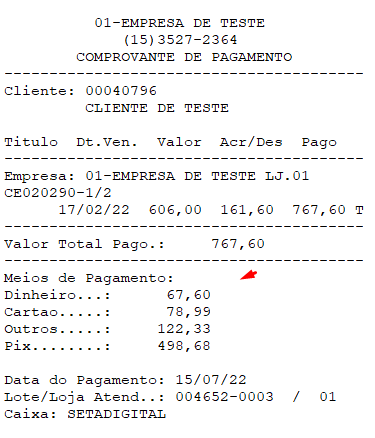 01-EMPRESA DE TESTE
(15)3527-2364
COMPROVANTE DE PAGAMENTO
----------------------------------------
Cliente: 00040796
CLIENTE DE TESTE
Titulo  Dt.Ven.  Valor  Acr/Des  Pago
----------------------------------------
Empresa: 01-EMPRESA DE TESTE LJ.01
CE020290-1/2
17/02/22  606,00  161,60  767,60 T
----------------------------------------
Valor Total Pago.:     767,60
----------------------------------------
Meios de Pagamento:
Dinheiro...:      67,60
Cartao.....:      78,99
Outros.....:     122,33
Pix........:     498,68
Data do Pagamento: 15/07/22
Lote/Loja Atend..: 004652-0003  /  01
Caixa: SETADIGITAL